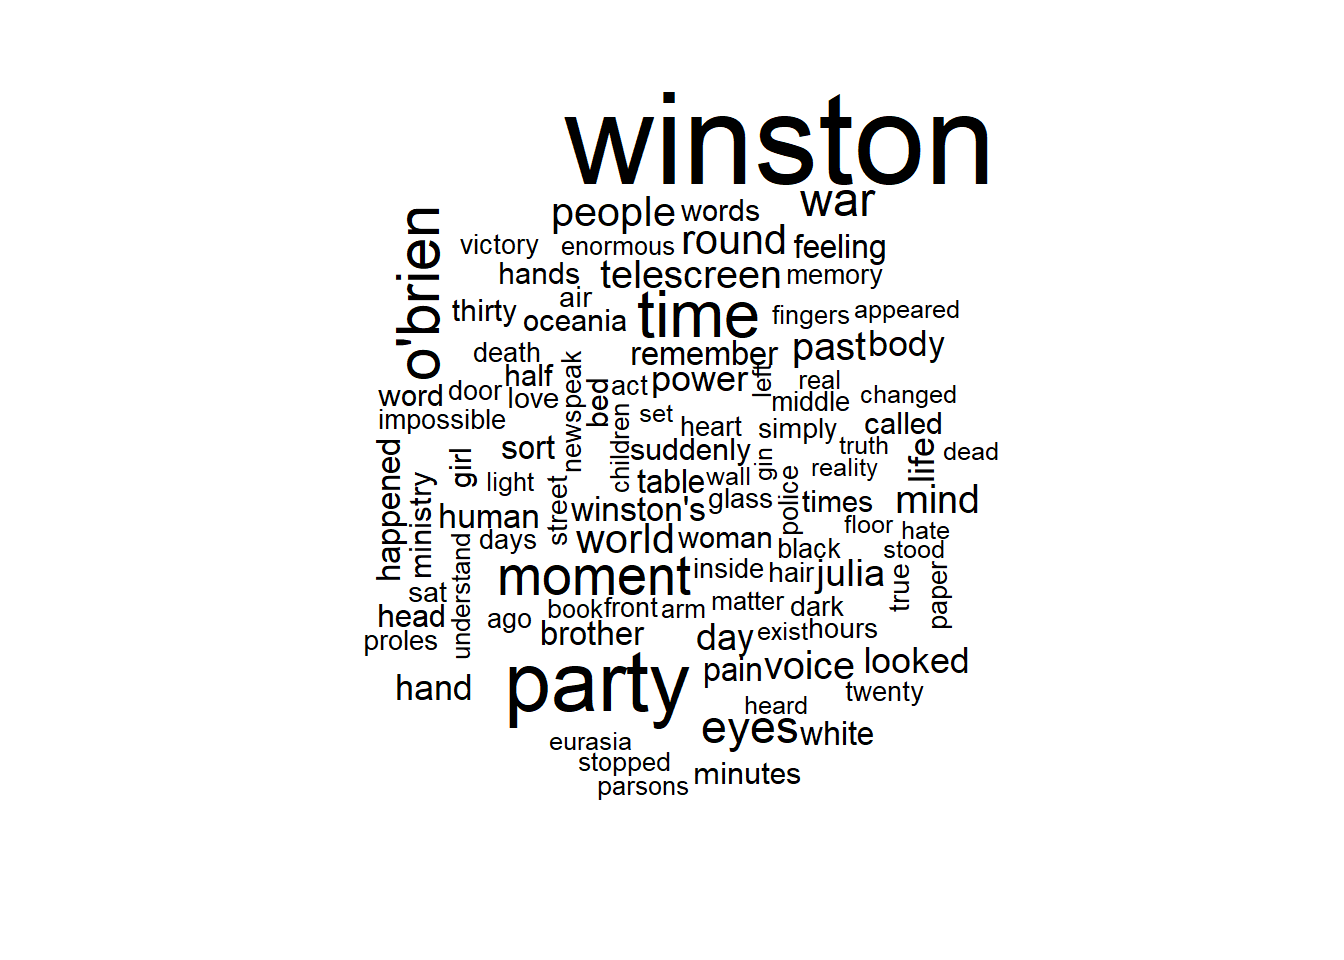 winston
people words war
o'brien
victory enormous round feeling
hands telescreen memory
air
thirty oceania time fingers appeared
death remember past body
half act power left real
word door love newspeak bed middle changed
impossible children set heart simply called
sort suddenly truth life dead
happened ministry girl light table wall gin reality
human street winston's glass police times mind
days world woman floor hate
black stood
understand moment inside hair julia true paper
sat
head ago book front arm matter dark
proles brother day exist hours
hand party pain voice looked
twenty
heard
eyes white
eurasia
stopped minutes
parsons